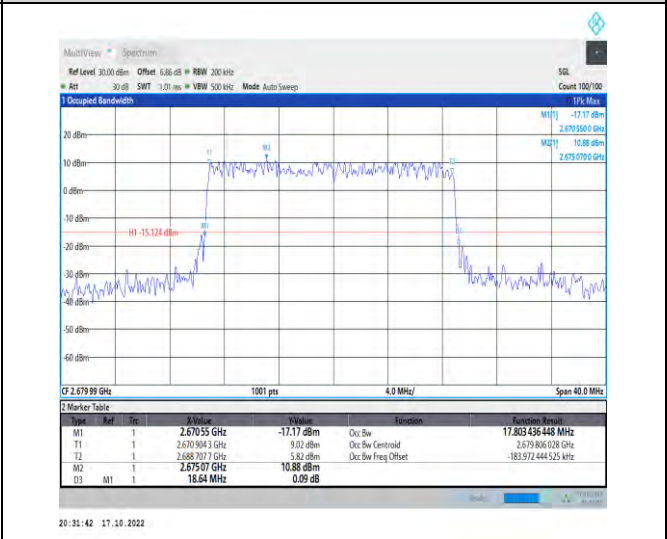 MultiView Spectrum
Ref Level 30.00 dBm Offset 6.86 dB RBW 200 kHz SGL
Att 30 dB SWT 1.01 ms VBW 500 kHz Mode Auto Sweep Count 100/100
1 Occupied Bandwidth 1Pk Max
M1[1] -17.17 dBm
2.670 5500 GHz
20 dBm
10.88 dBm
2.675 0700 GHz
10 dBm
0 dBm
-10 dBm
H1 -15.124 dBm
-30 dBm
-40 dBm
-50 dBm
-60 dBm
CF 2.679 99 GHz 1001 pts 4.0 MHz/ Span 40.0 MHz
2 Marker Table
Type Ref Trc X-Value Y-Value Function Function Result
M1 1 2.670 55 GHz -17.17 dBm Occ Bw 17.803 436 448 MHz
T1 1 2.670 904 3 GHz 9.02 dBm Occ Bw Centroid 2.679 806 028 GHz
T2 1 2.688 707 7 GHz 5.82 dBm Occ Bw Freq Offset -183.972 444 525 kHz
M2 1 2.675 07 GHz 10.88 dBm
D3 M1 1 18.64 MHz 0.09 dB
20:31:42 17.10.2022